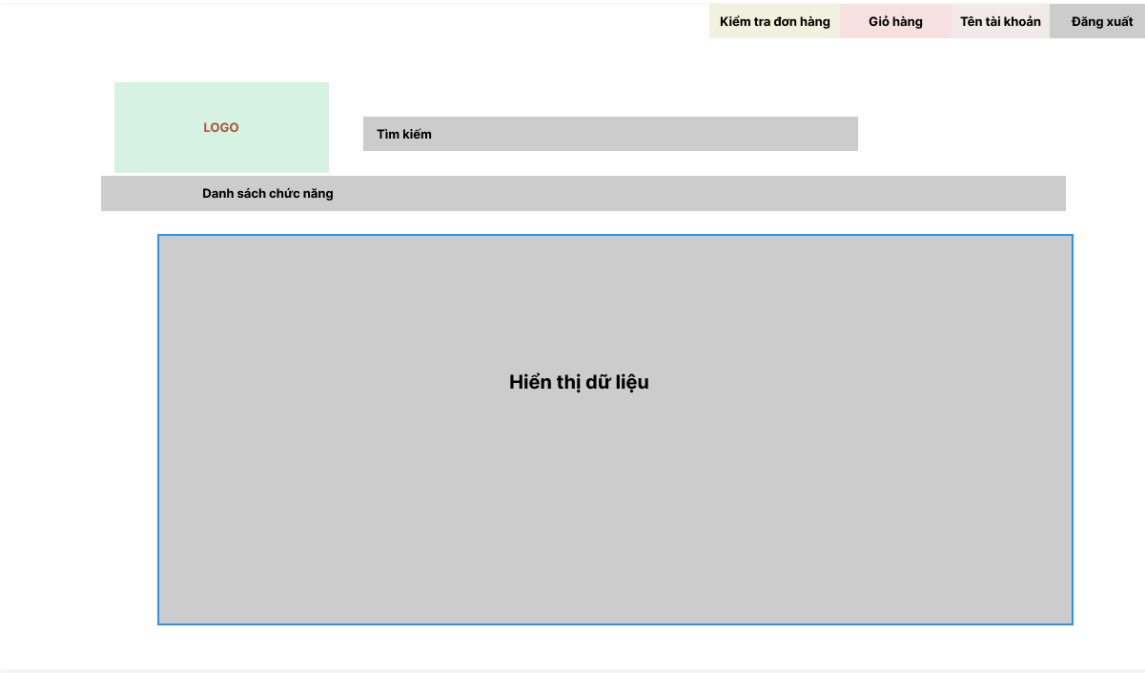 Kiểm tra đơn hàng
Giỏ hàng
Tên tài khoản
Đăng xuất
LOGO
Tìm kiếm
Danh sách chức năng
Hiển thị dữ liệu